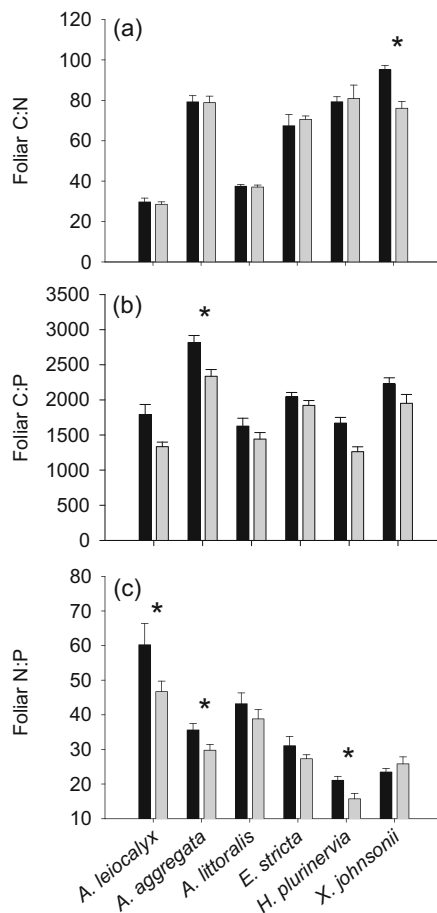 (a)
*
Foliar C:N
120
100
80
60
40
20
0
(b)
*
Foliar C:P
3500
3000
2500
2000
1500
1000
500
0
(c)
*
*
*
Foliar N:P
80
70
60
50
40
30
20
10
A. leiocalyx
A. aggregata
A. littoralis
E. stricta
H. plurinervia
X. johnsonii